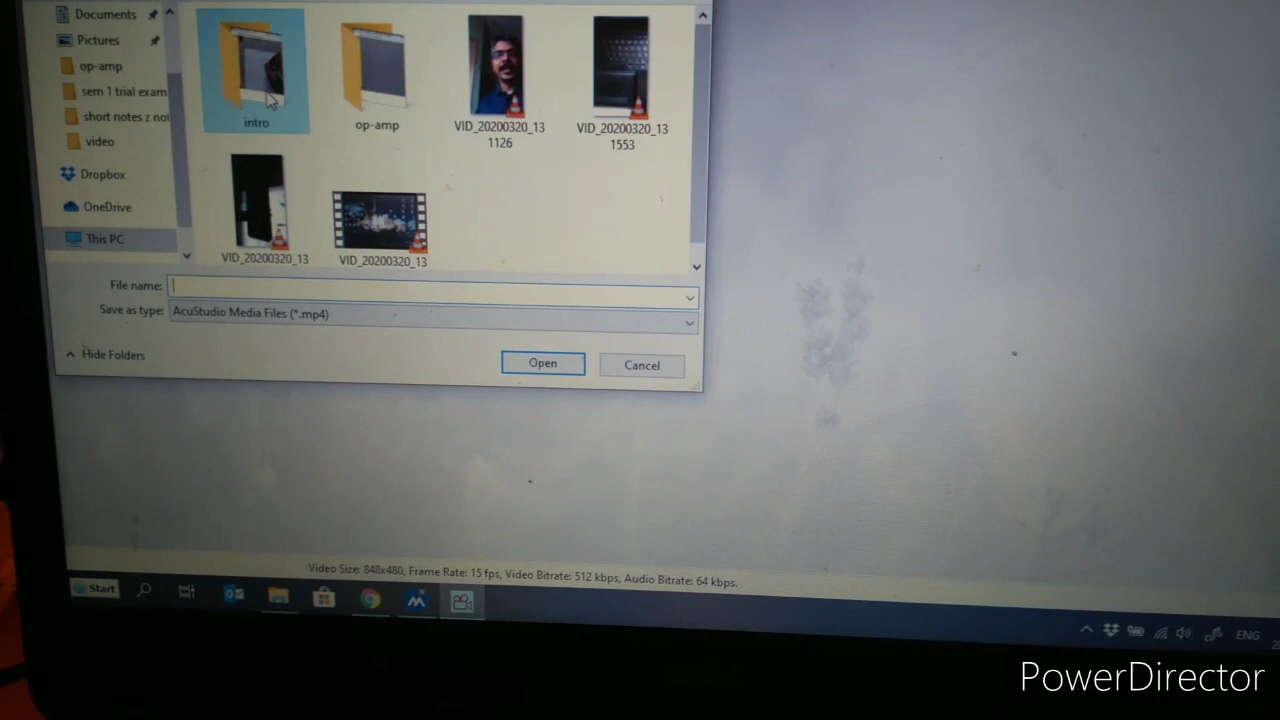 Documents
Pictures
op-amp
sem 1 trial exam
short notes z not
video
Dropbox
OneDrive
This PC
intro
op-amp
VID_20200320_13
1126
VID_20200320_13
1553
VID_20200320_13
VID_20200320_13
File name:
Save as type: AcuStudio Media Files (*.mp4)
Hide Folders
Open
Cancel
Video Size: 848x480, Frame Rate: 15 fps, Video Bitrate: 512 kbps, Audio Bitrate: 64 kbps.
Start
ENG
PowerDirector